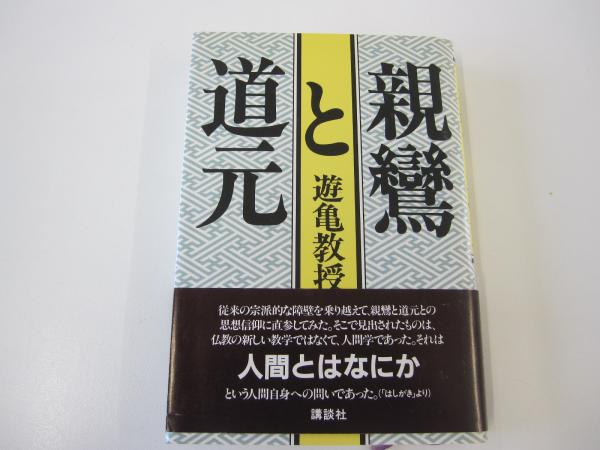 親鸞
と
道元
遊亀教授
従来の宗派的な障壁を乗り越えて、親鸞と道元との
思想信仰に直参してみた。そこで見出されたものは、
仏教の新しい教学ではなくて、人間学であった。それは
人間とはなにか
という人間自身への問いであった。(「はしがき」より)
講談社